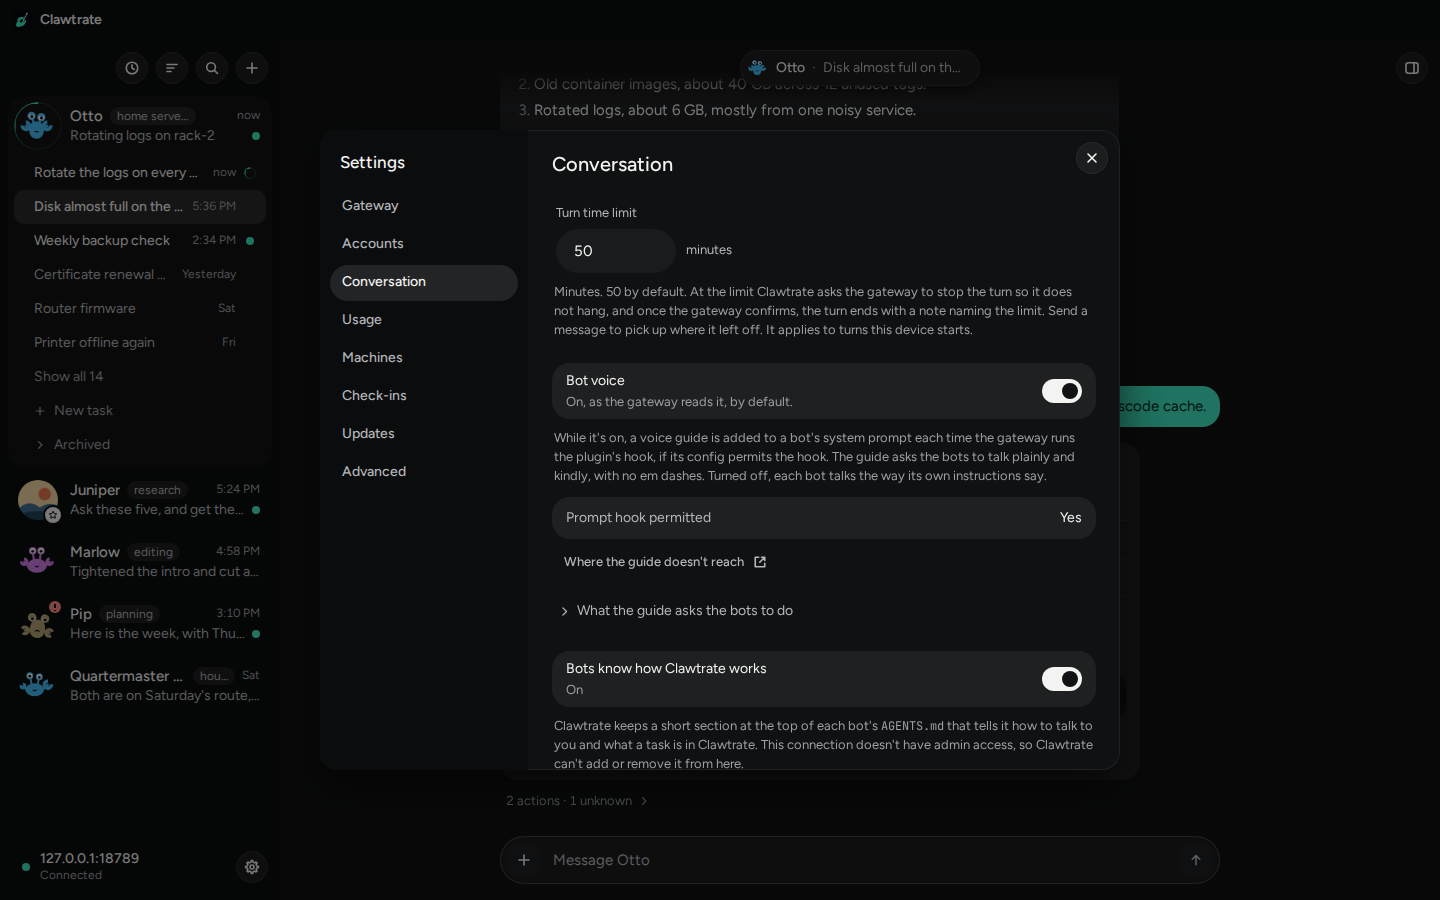 Clawtrate
Otto
home serve...
now
Rotating logs on rack-2
Rotate the logs on every ...
now
Disk almost full on the ...
5:36 PM
Weekly backup check
2:34 PM
Certificate renewal ...
Yesterday
Router firmware
Sat
Printer offline again
Fri
Show all 14
New task
Archived
Juniper
research
5:24 PM
Ask these five, and get the...
Marlow
editing
4:58 PM
Tightened the intro and cut a...
Pip
planning
3:10 PM
Here is the week, with Thu...
Quartermaster ...
hou...
Sat
Both are on Saturday's route,...
127.0.0.1:18789
Connected
Otto · Disk almost full on th...
2. Old container images, about 40 GB across 12 unused tags.
3. Rotated logs, about 6 GB, mostly from one noisy service.
Settings
Gateway
Accounts
Conversation
Usage
Machines
Check-ins
Updates
Advanced
Conversation
Turn time limit
50
minutes
Minutes. 50 by default. At the limit Clawtrate asks the gateway to stop the turn so it does
not hang, and once the gateway confirms, the turn ends with a note naming the limit. Send a
message to pick up where it left off. It applies to turns this device starts.
Bot voice
On, as the gateway reads it, by default.
While it's on, a voice guide is added to a bot's system prompt each time the gateway runs
the plugin's hook, if its config permits the hook. The guide asks the bots to talk plainly and
kindly, with no em dashes. Turned off, each bot talks the way its own instructions say.
Prompt hook permitted
Yes
Where the guide doesn't reach
What the guide asks the bots to do
Bots know how Clawtrate works
On
Clawtrate keeps a short section at the top of each bot's AGENTS.md that tells it how to talk to
you and what a task is in Clawtrate. This connection doesn't have admin access, so Clawtrate
can't add or remove it from here.
scode cache.
2 actions · 1 unknown
Message Otto